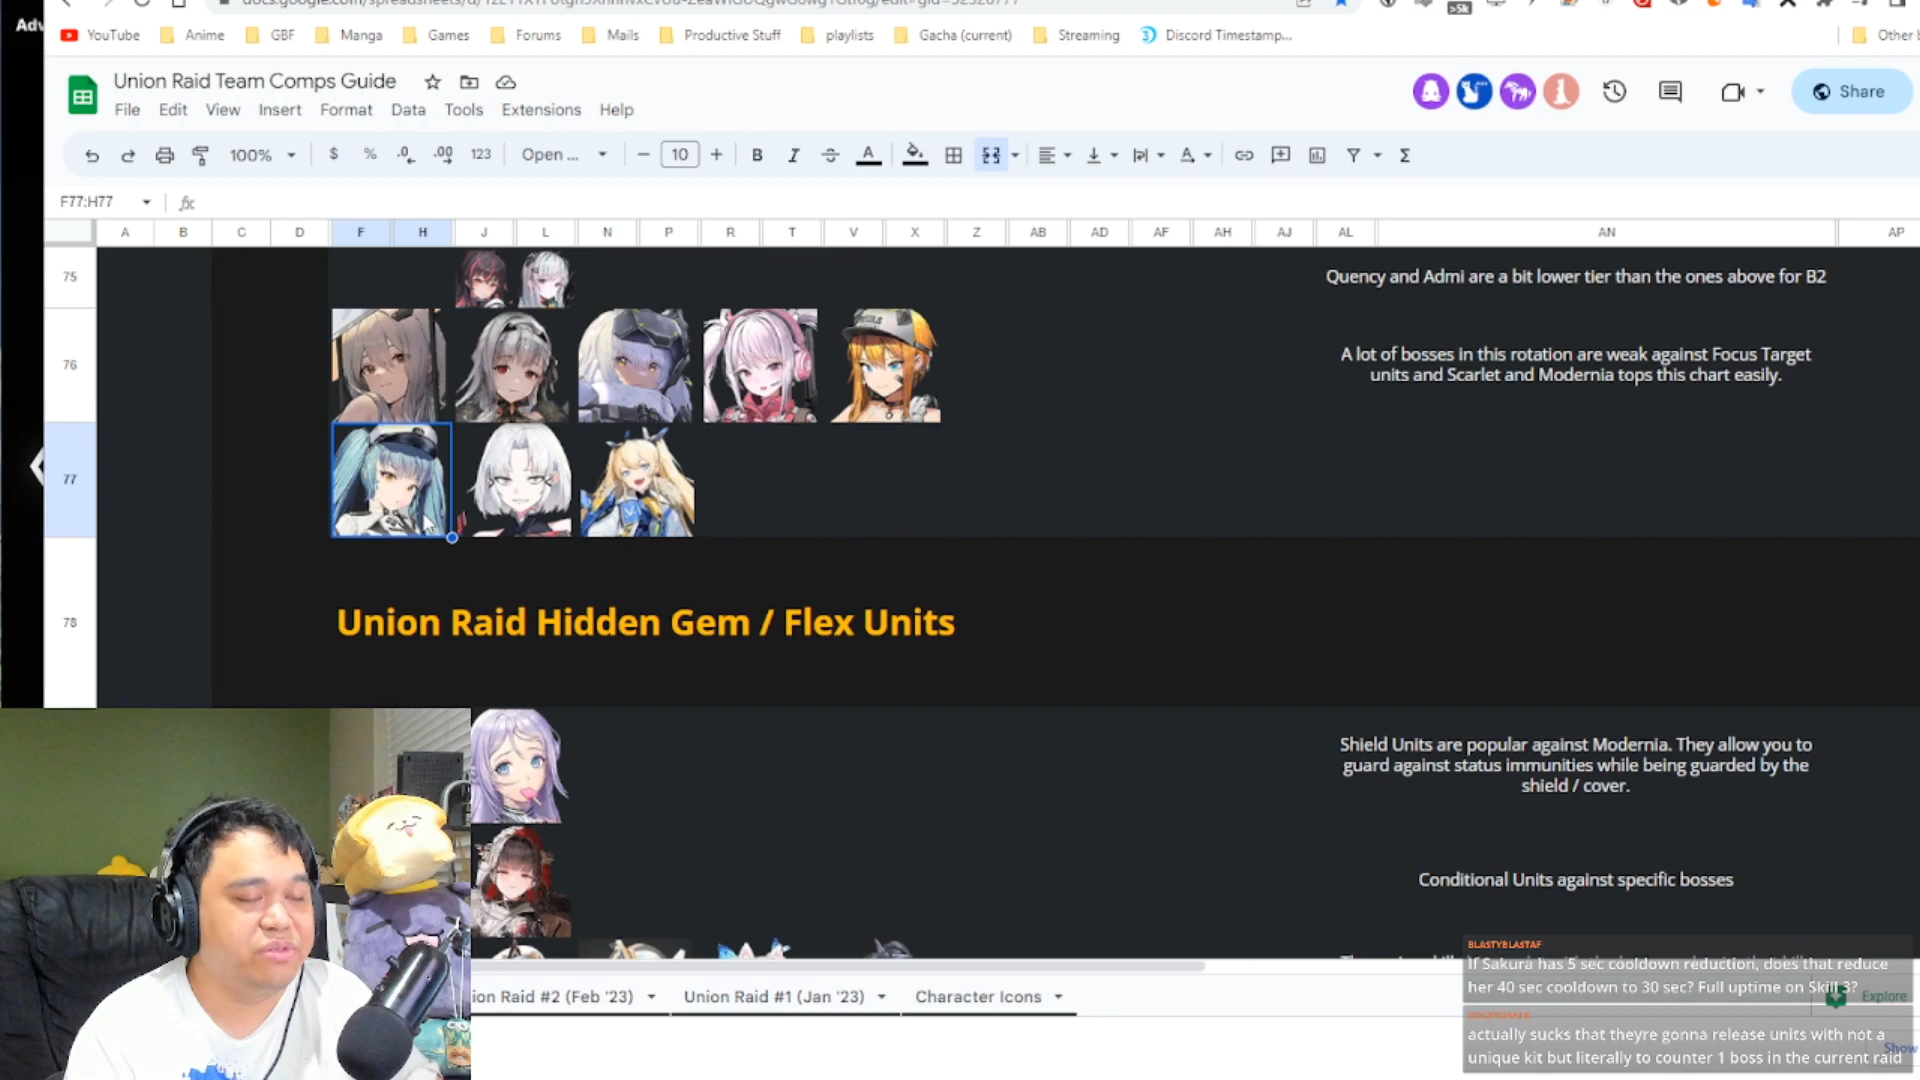 Adv
YouTube Anime GBF Manga Games Forums Mails Productive Stuff playlists Gacha (current) Streaming Discord Timestamp... Other
>5k
Union Raid Team Comps Guide
Share
File Edit View Insert Format Data Tools Extensions Help
100% $ % .0 .00 123 Open ... 10 B I A Σ
F77:H77 fx
A B C D F H J L N P R T V X Z AB AD AF AH AJ AL AN AP
75
Quency and Admi are a bit lower tier than the ones above for B2
76
A lot of bosses in this rotation are weak against Focus Target
units and Scarlet and Modernia tops this chart easily.
77
78
Union Raid Hidden Gem / Flex Units
Shield Units are popular against Modernia. They allow you to
guard against status immunities while being guarded by the
shield / cover.
Conditional Units against specific bosses
BLASTYBLASTAF
If Sakura has 5 sec cooldown reduction, does that reduce
her 40 sec cooldown to 30 sec? Full uptime on Skill 3?
ion Raid #2 (Feb '23) Union Raid #1 (Jan '23) Character Icons
Explore
actually sucks that theyre gonna release units with not a
unique kit but literally to counter 1 boss in the current raid
Show